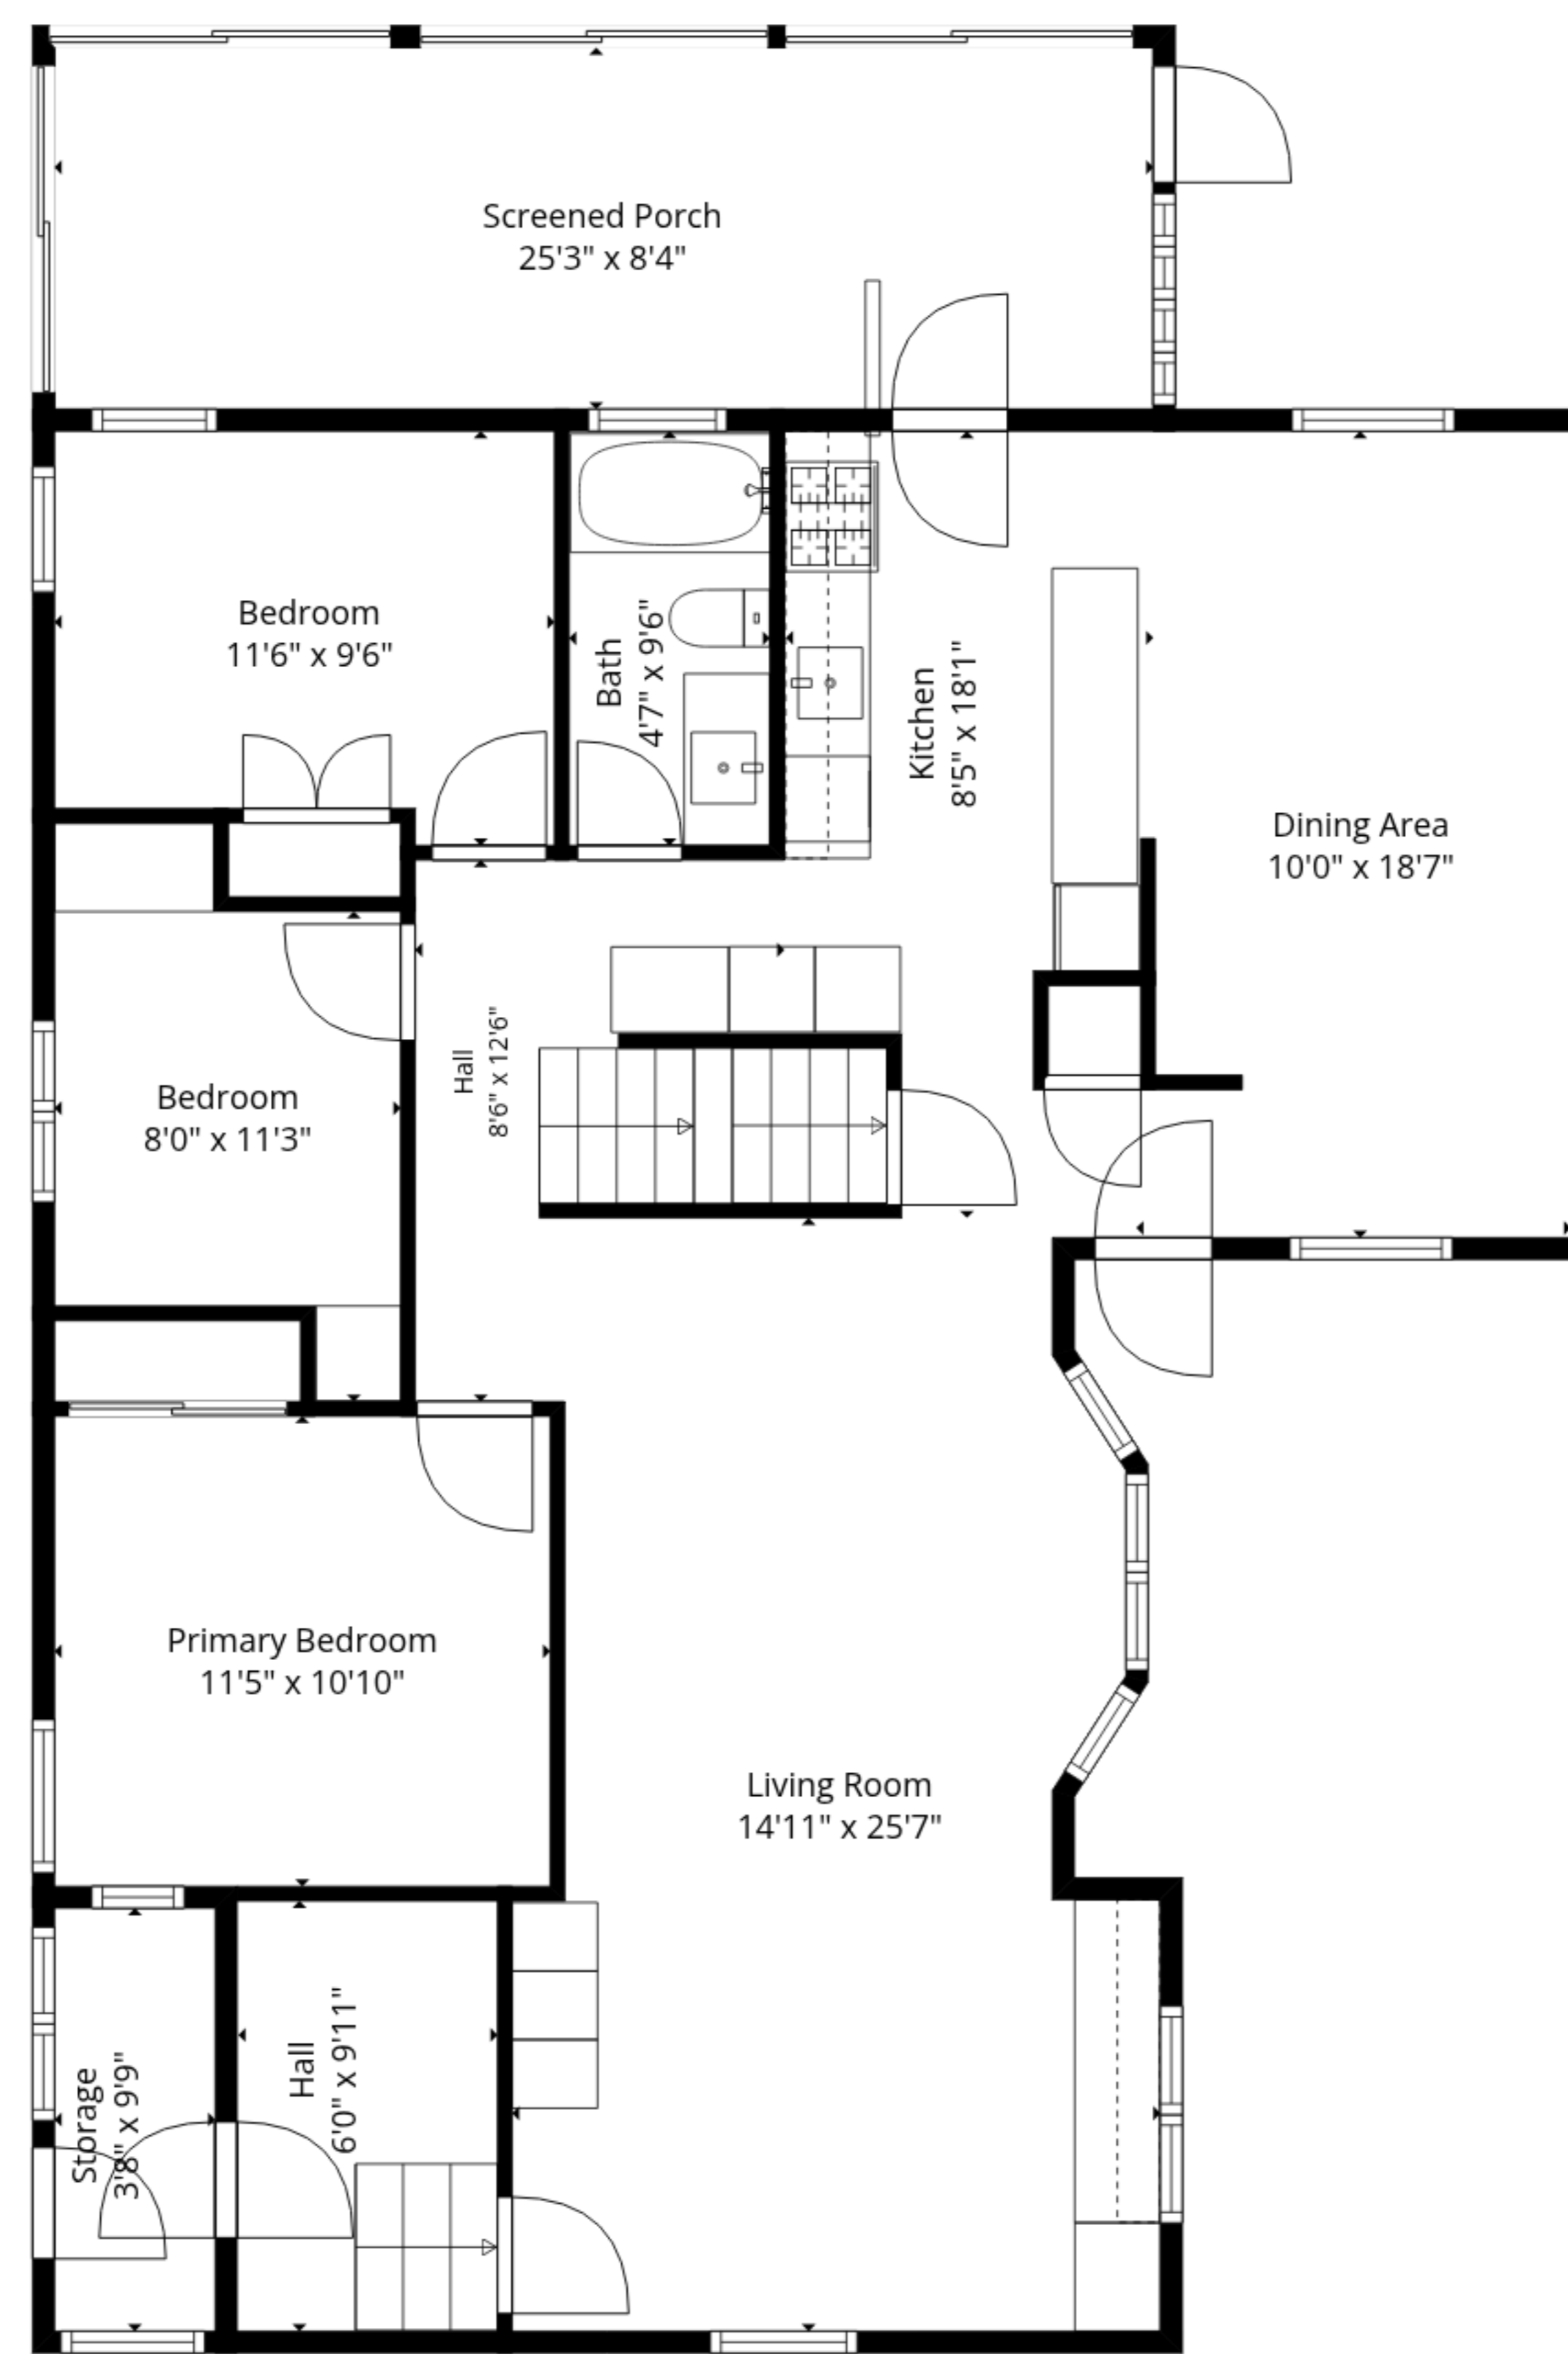 Screened Porch
25'3" x 8'4"
Bedroom
11'6" x 9'6"
Bath
4'7" x 9'6"
Kitchen
8'5" x 18'1"
Dining Area
10'0" x 18'7"
Hall
8'6" x 12'6"
Bedroom
8'0" x 11'3"
Primary Bedroom
11'5" x 10'10"
Living Room
14'11" x 25'7"
Hall
6'0" x 9'11"
Storage
3'8" x 9'9"